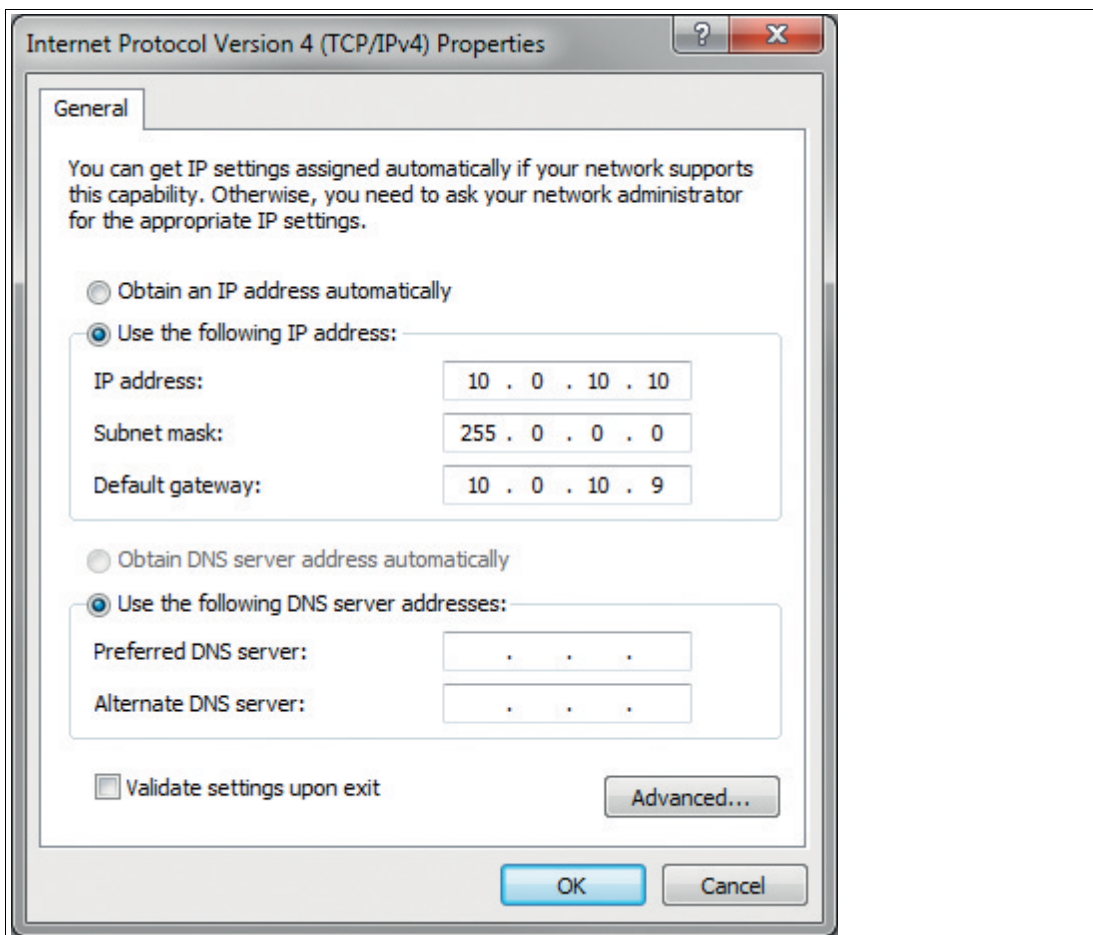 Internet Protocol Version 4 (TCP/IPv4) Properties
?
General
You can get IP settings assigned automatically if your network supports
this capability. Otherwise, you need to ask your network administrator
for the appropriate IP settings.
Obtain an IP address automatically
Use the following IP address:
IP address: 10 . 0 . 10 . 10
Subnet mask: 255 . 0 . 0 . 0
Default gateway: 10 . 0 . 10 . 9
Obtain DNS server address automatically
Use the following DNS server addresses:
Preferred DNS server: . . .
Alternate DNS server: . . .
Validate settings upon exit
Advanced...
OK Cancel